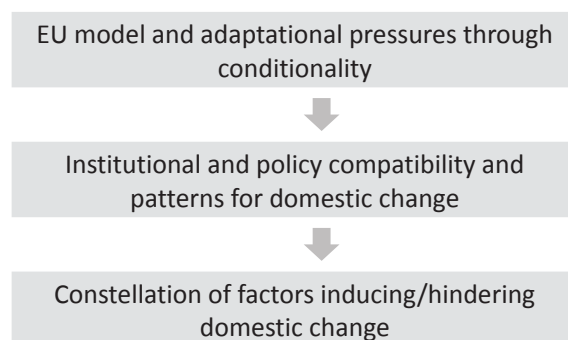 EU model and adaptational pressures through
conditionality
Institutional and policy compatibility and
patterns for domestic change
Constellation of factors inducing/hindering
domestic change